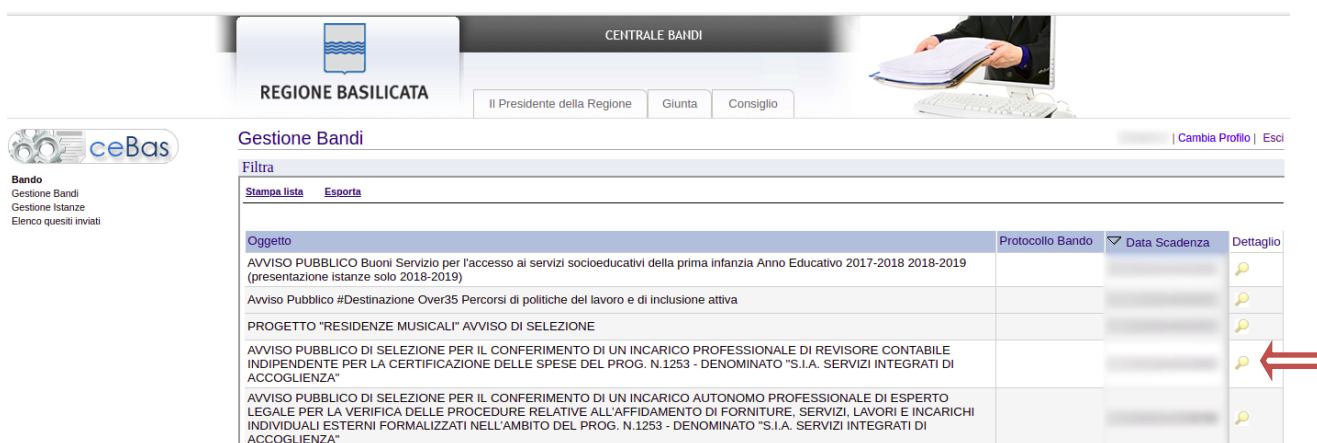 CENTRALE BANDI
REGIONE BASILICATA
Il Presidente della Regione Giunta Consiglio
ceBas
Gestione Bandi
| Cambia Profilo | Esci
Bando
Gestione Bandi
Gestione Istanze
Elenco quesiti inviati
Filtra
Stampa lista Esporta
Oggetto Protocollo Bando Data Scadenza Dettaglio
AVVISO PUBBLICO Buoni Servizio per l'accesso ai servizi socioeducativi della prima infanzia Anno Educativo 2017-2018 2018-2019
(presentazione istanze solo 2018-2019)
Avviso Pubblico #Destinazione Over35 Percorsi di politiche del lavoro e di inclusione attiva
PROGETTO "RESIDENZE MUSICALI" AVVISO DI SELEZIONE
AVVISO PUBBLICO DI SELEZIONE PER IL CONFERIMENTO DI UN INCARICO PROFESSIONALE DI REVISORE CONTABILE
INDIPENDENTE PER LA CERTIFICAZIONE DELLE SPESE DEL PROG. N.1253 - DENOMINATO "S.I.A. SERVIZI INTEGRATI DI
ACCOGLIENZA"
AVVISO PUBBLICO DI SELEZIONE PER IL CONFERIMENTO DI UN INCARICO AUTONOMO PROFESSIONALE DI ESPERTO
LEGALE PER LA VERIFICA DELLE PROCEDURE RELATIVE ALL'AFFIDAMENTO DI FORNITURE, SERVIZI, LAVORI E INCARICHI
INDIVIDUALI ESTERNI FORMALIZZATI NELL'AMBITO DEL PROG. N.1253 - DENOMINATO "S.I.A. SERVIZI INTEGRATI DI
ACCOGLIENZA"